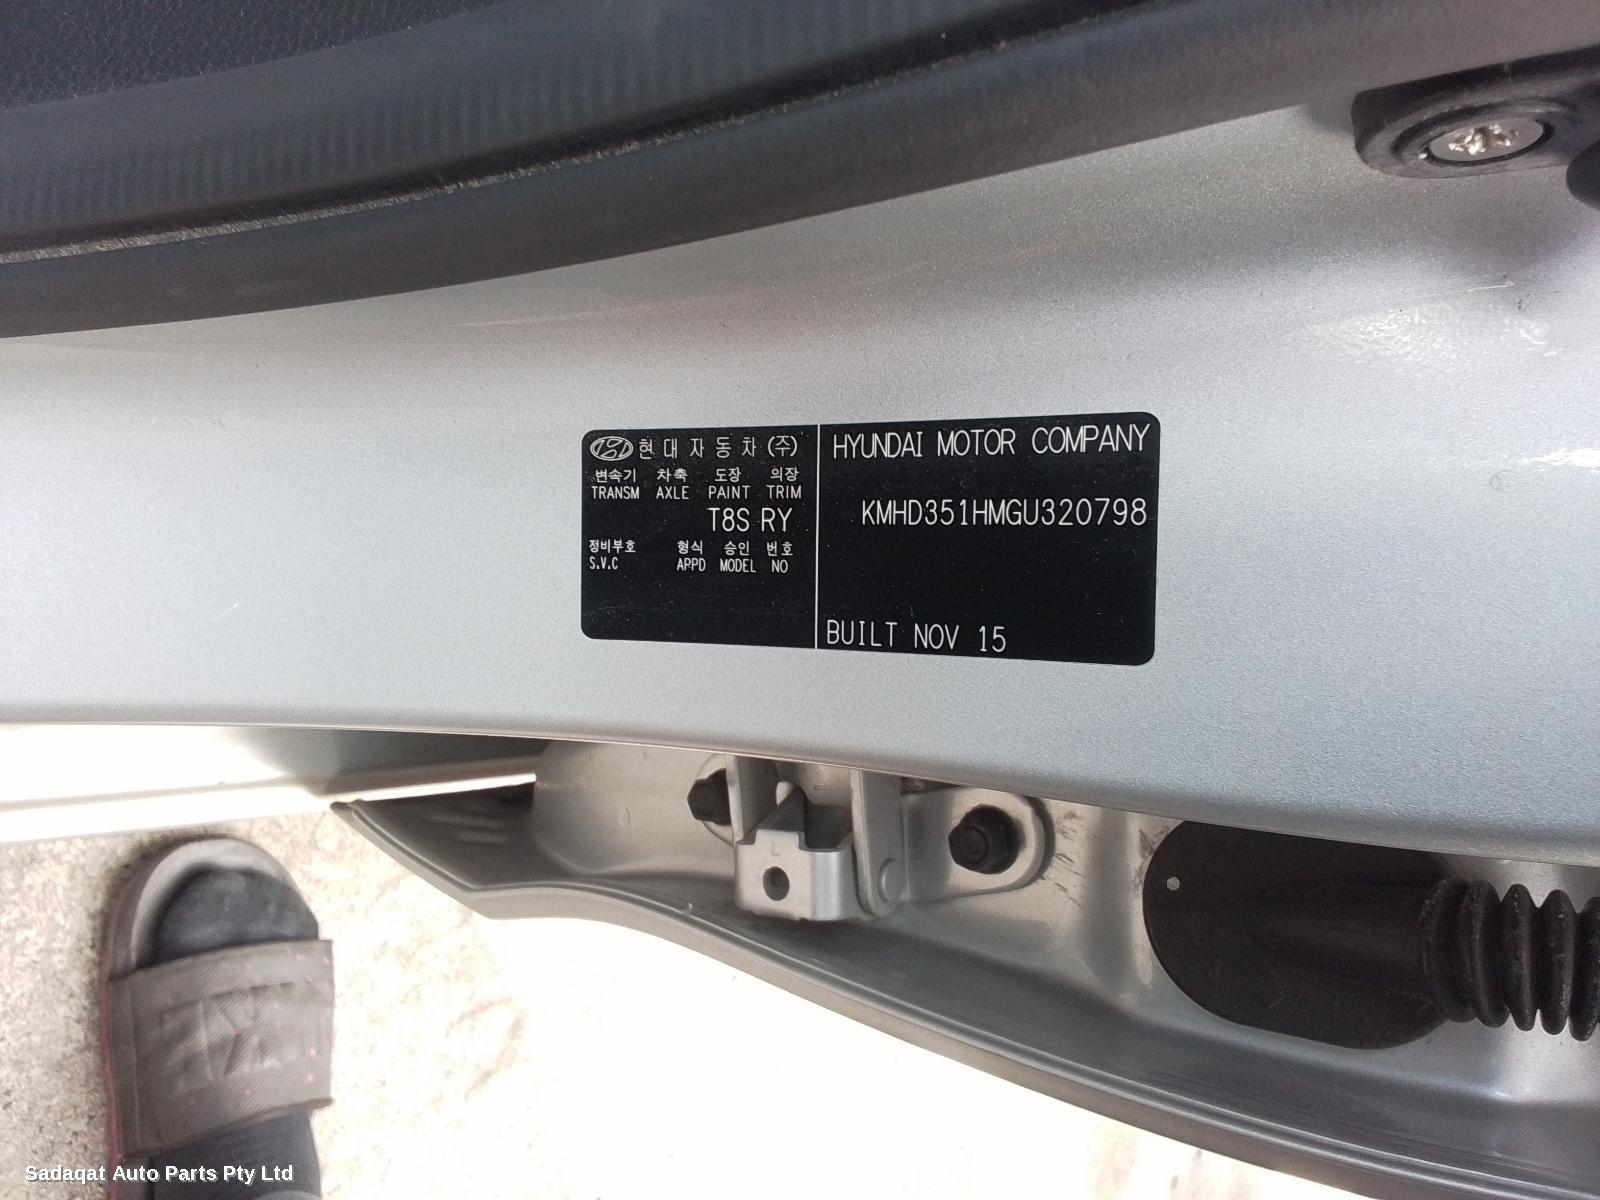 현대자동차(주)
변속기 차축 도장 의장
TRANSM AXLE PAINT TRIM
T8S RY
정비부호 형식 승인 번호
S.V.C APPD MODEL NO
HYUNDAI MOTOR COMPANY
KMHD351HMGU320798
BUILT NOV 15
L
Sadaqat Auto Parts Pty Ltd